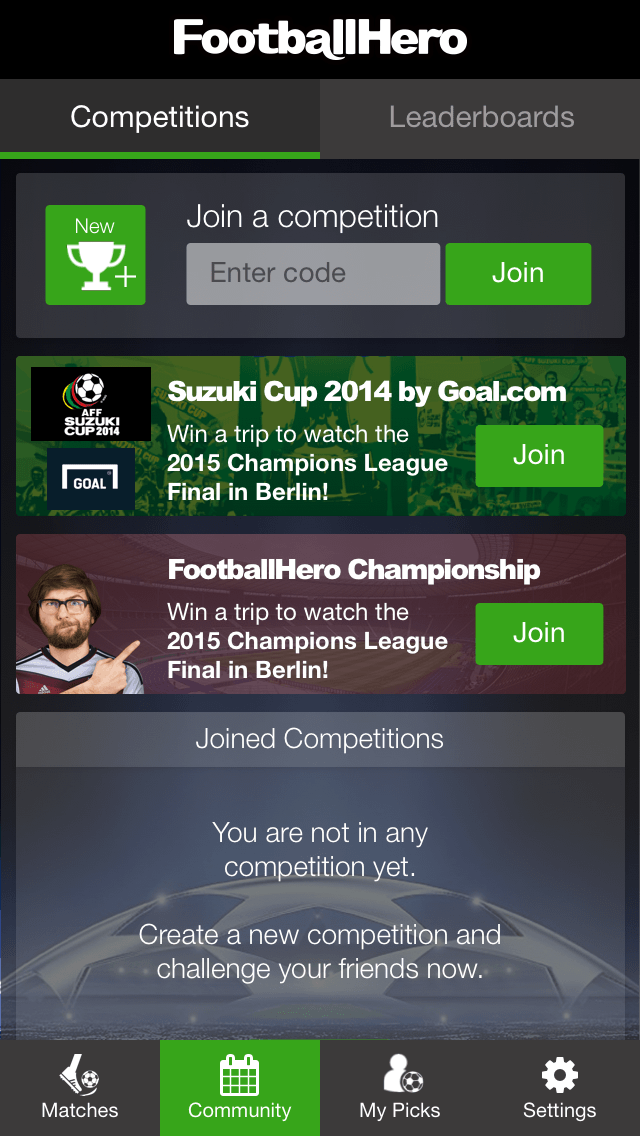 FootballHero
Competitions
Leaderboards
New
Join a competition
Enter code
Join
AFF
SUZUKI
CUP2014
GOAL
Suzuki Cup 2014 by Goal.com
Win a trip to watch the
2015 Champions League
Final in Berlin!
Join
FootballHero Championship
Win a trip to watch the
2015 Champions League
Final in Berlin!
Join
Joined Competitions
You are not in any
competition yet.
Create a new competition and
challenge your friends now.
Matches
Community
My Picks
Settings